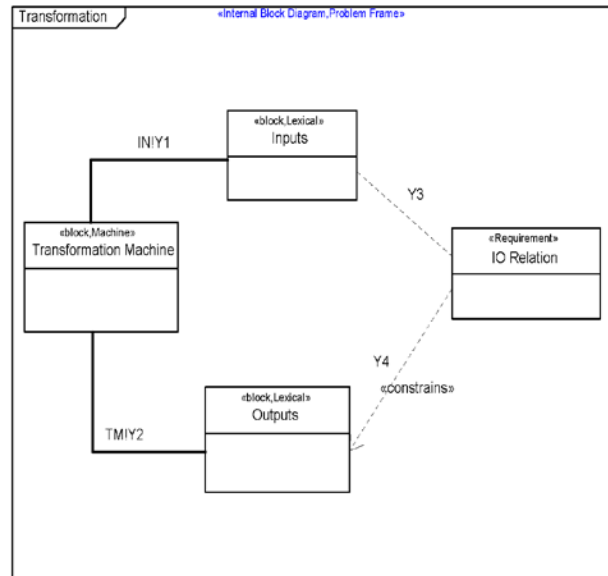 Transformation
«Internal Block Diagram,Problem Frame»
«block,Lexical»
Inputs
IN!Y1
Y3
«block,Machine»
Transformation Machine
«Requirement»
IO Relation
Y4
«constrains»
«block,Lexical»
Outputs
TM!Y2